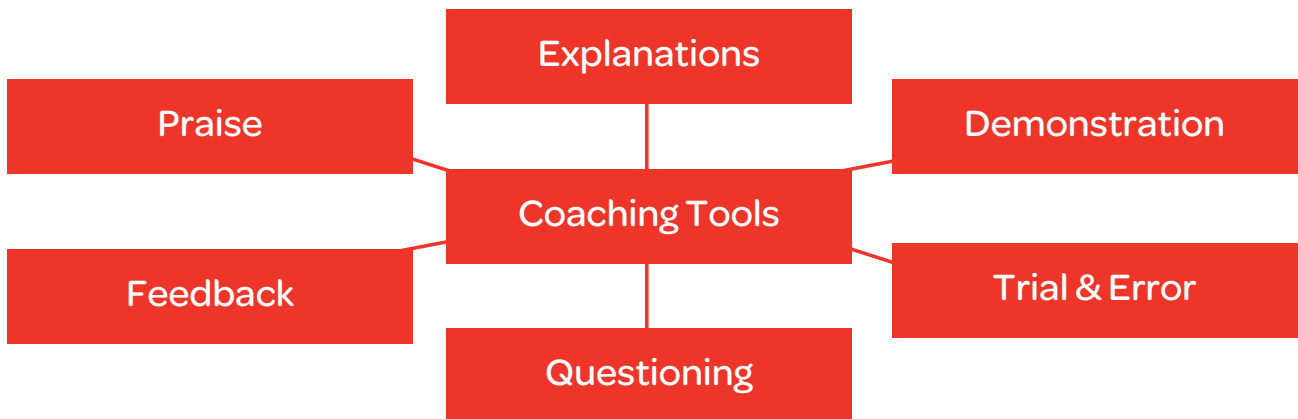 Explanations
Praise
Demonstration
Coaching Tools
Feedback
Trial & Error
Questioning